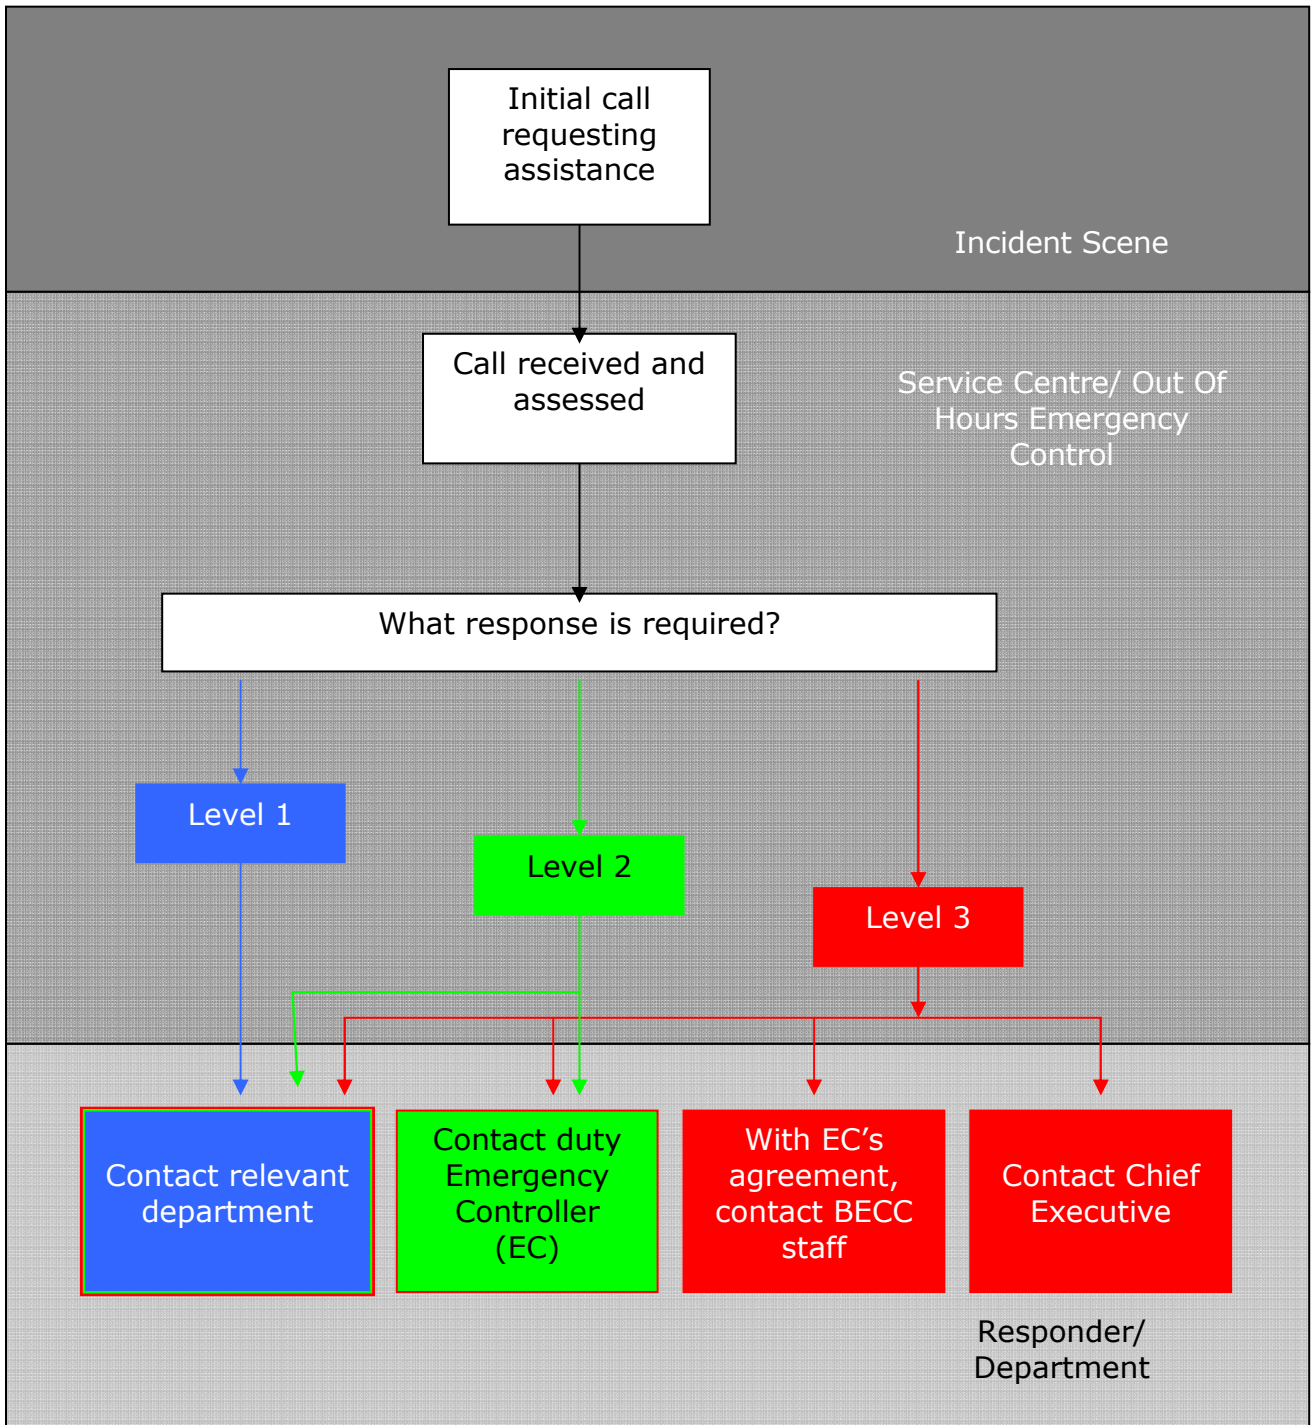 Initial call
requesting
assistance
Incident Scene
Call received and
assessed
Service Centre/ Out Of
Hours Emergency
Control
What response is required?
Level 1
Level 2
Level 3
Contact relevant
department
Contact duty
Emergency
Controller
(EC)
With EC’s
agreement,
contact BECC
staff
Contact Chief
Executive
Responder/
Department